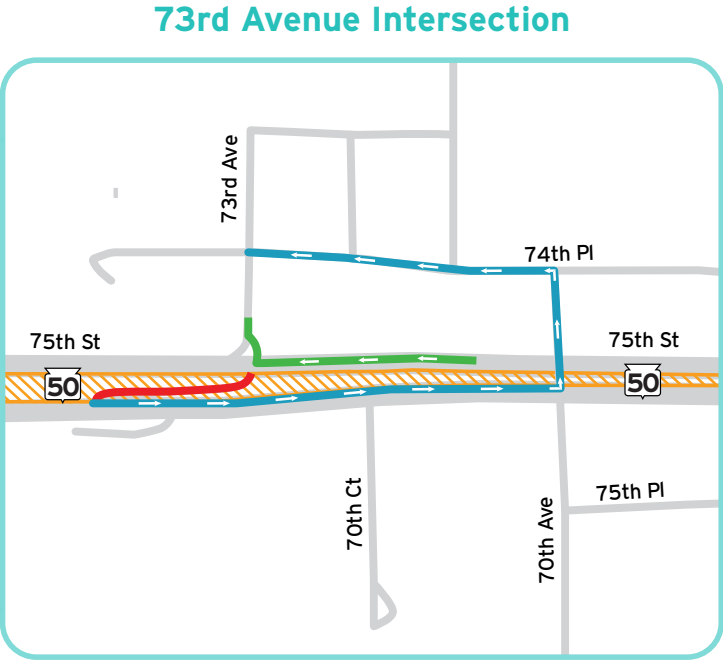 73rd Avenue Intersection
73rd Ave
74th Pl
75th St
75th St
50
50
70th Ct
70th Ave
75th Pl